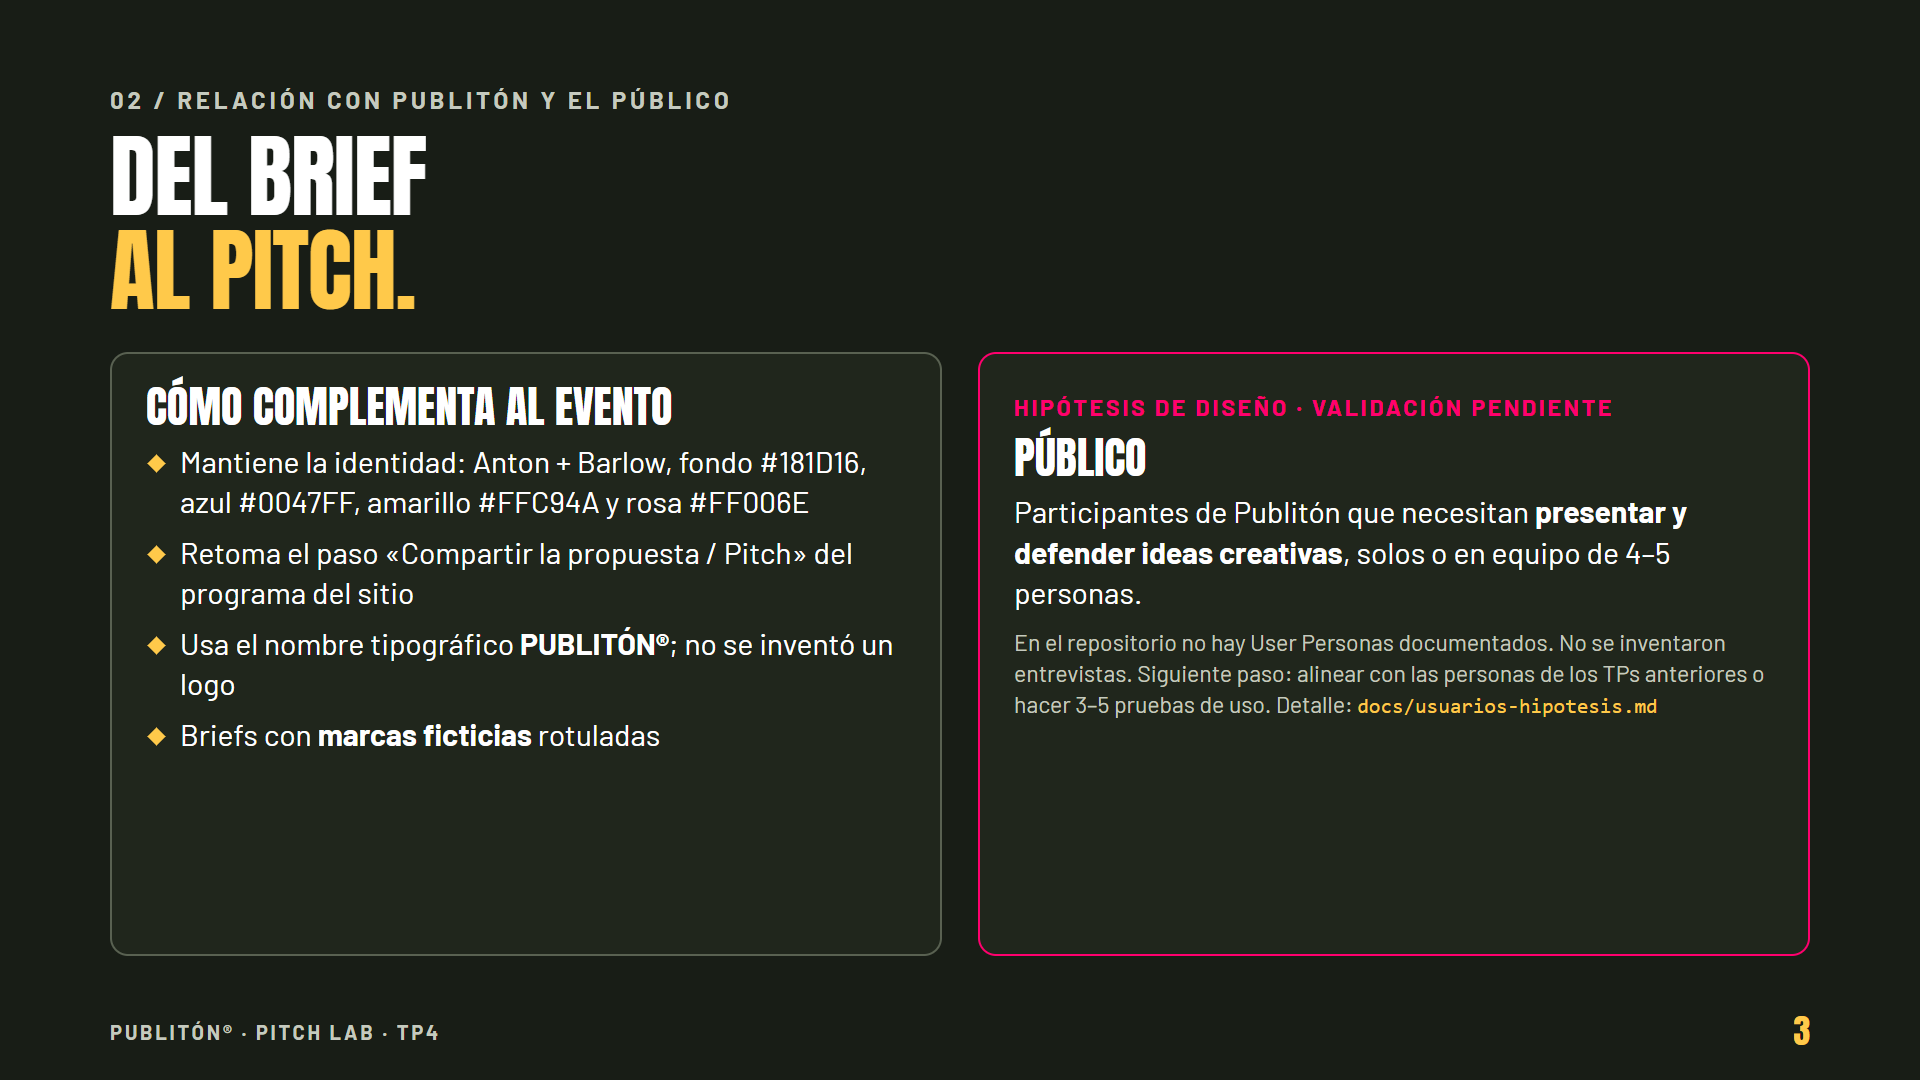 02 / RELACIÓN CON PUBLITÓN Y EL PÚBLICO
DEL BRIEF
AL PITCH.
CÓMO COMPLEMENTA AL EVENTO
◆ Mantiene la identidad: Anton + Barlow, fondo #181D16,
azul #0047FF, amarillo #FFC94A y rosa #FF006E
◆ Retoma el paso «Compartir la propuesta / Pitch» del
programa del sitio
◆ Usa el nombre tipográfico PUBLITÓN®; no se inventó un
logo
◆ Briefs con marcas ficticias rotuladas
HIPÓTESIS DE DISEÑO · VALIDACIÓN PENDIENTE
PÚBLICO
Participantes de Publitón que necesitan presentar y
defender ideas creativas, solos o en equipo de 4–5
personas.
En el repositorio no hay User Personas documentados. No se inventaron
entrevistas. Siguiente paso: alinear con las personas de los TPs anteriores o
hacer 3–5 pruebas de uso. Detalle: docs/usuarios-hipotesis.md
PUBLITÓN® · PITCH LAB · TP4
3